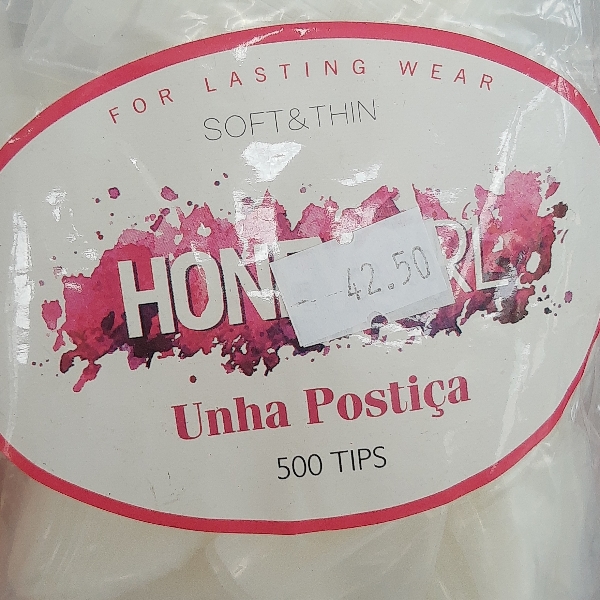 FOR LASTING WEAR
SOFT&THIN
42.50
Unha Postiça
500 TIPS